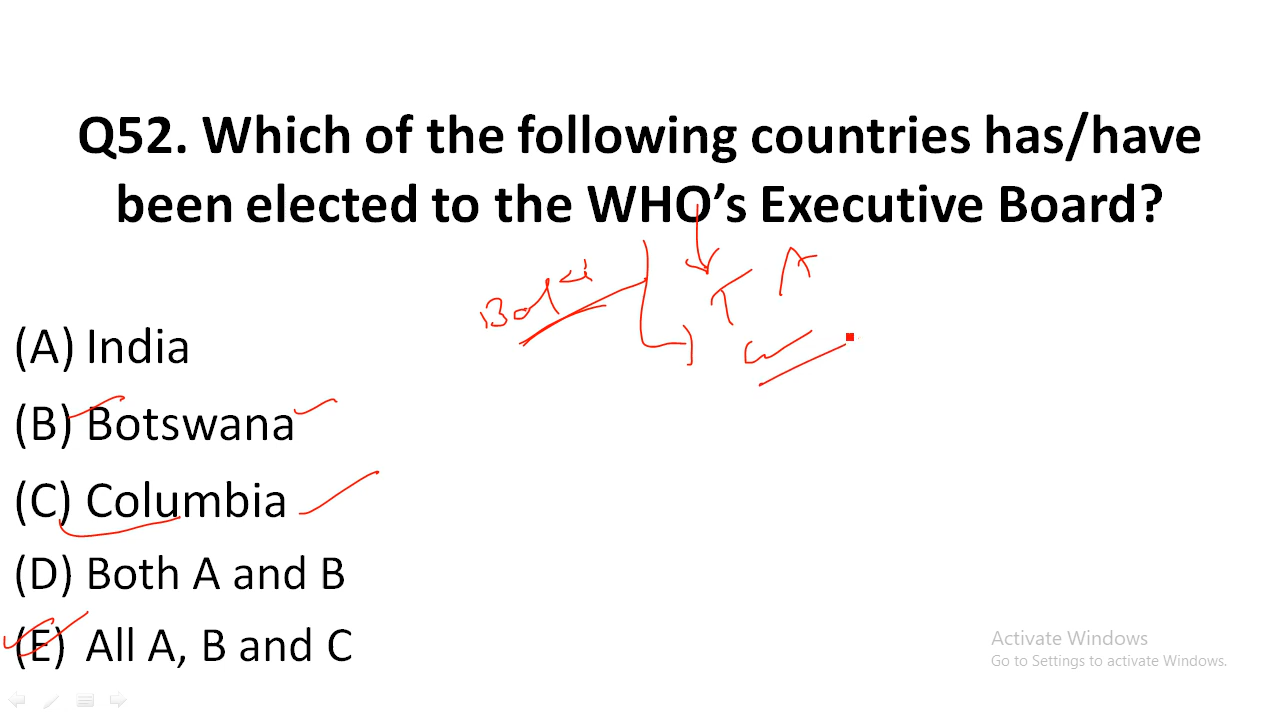 Q52. Which of the following countries has/have
been elected to the WHO’s Executive Board?
(A) India
(B) Botswana
(C) Columbia
(D) Both A and B
(E) All A, B and C
Activate Windows
Go to Settings to activate Windows.